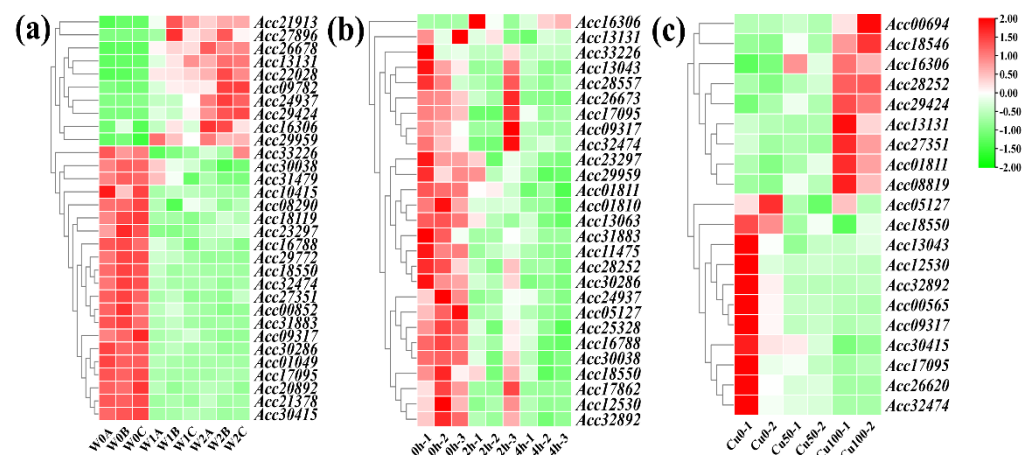 (a)
Acc21913
Acc27896
Acc26678
Acc13131
Acc22028
Acc09782
Acc24937
Acc29424
Acc16306
Acc29959
Acc33226
Acc30038
Acc31479
Acc10415
Acc08290
Acc18119
Acc23297
Acc16788
Acc29772
Acc18550
Acc32474
Acc27351
Acc00852
Acc31883
Acc09317
Acc30286
Acc01049
Acc17095
Acc20892
Acc21378
Acc30415
W0A W0B W0C W1A W1B W1C W2A W2B W2C
(b)
Acc16306
Acc13131
Acc33226
Acc13043
Acc28557
Acc26673
Acc17095
Acc09317
Acc32474
Acc23297
Acc29959
Acc01811
Acc01810
Acc13063
Acc31883
Acc11475
Acc28252
Acc30286
Acc24937
Acc05127
Acc25328
Acc16788
Acc30038
Acc18550
Acc17862
Acc12530
Acc32892
0h-1 0h-2 0h-3 2h-1 2h-2 2h-3 4h-1 4h-2 4h-3
(c)
Acc00694
Acc18546
Acc16306
Acc28252
Acc29424
Acc13131
Acc27351
Acc01811
Acc08819
Acc05127
Acc18550
Acc13043
Acc12530
Acc32892
Acc00565
Acc09317
Acc30415
Acc17095
Acc26620
Acc32474
Cu0-1 Cu0-2 Cu50-1 Cu50-2 Cu100-1 Cu100-2
2.00
1.50
1.00
0.50
0.00
-0.50
-1.00
-1.50
-2.00